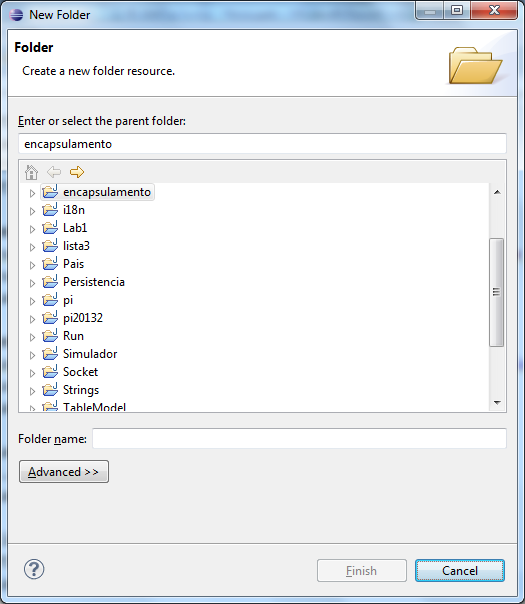 New Folder
Folder
Create a new folder resource.
Enter or select the parent folder:
encapsulamento
encapsulamento
i18n
Lab1
lista3
Pais
Persistencia
pi
pi20132
Run
Simulador
Socket
Strings
TableModel
Folder name:
Advanced >>
?
Finish
Cancel